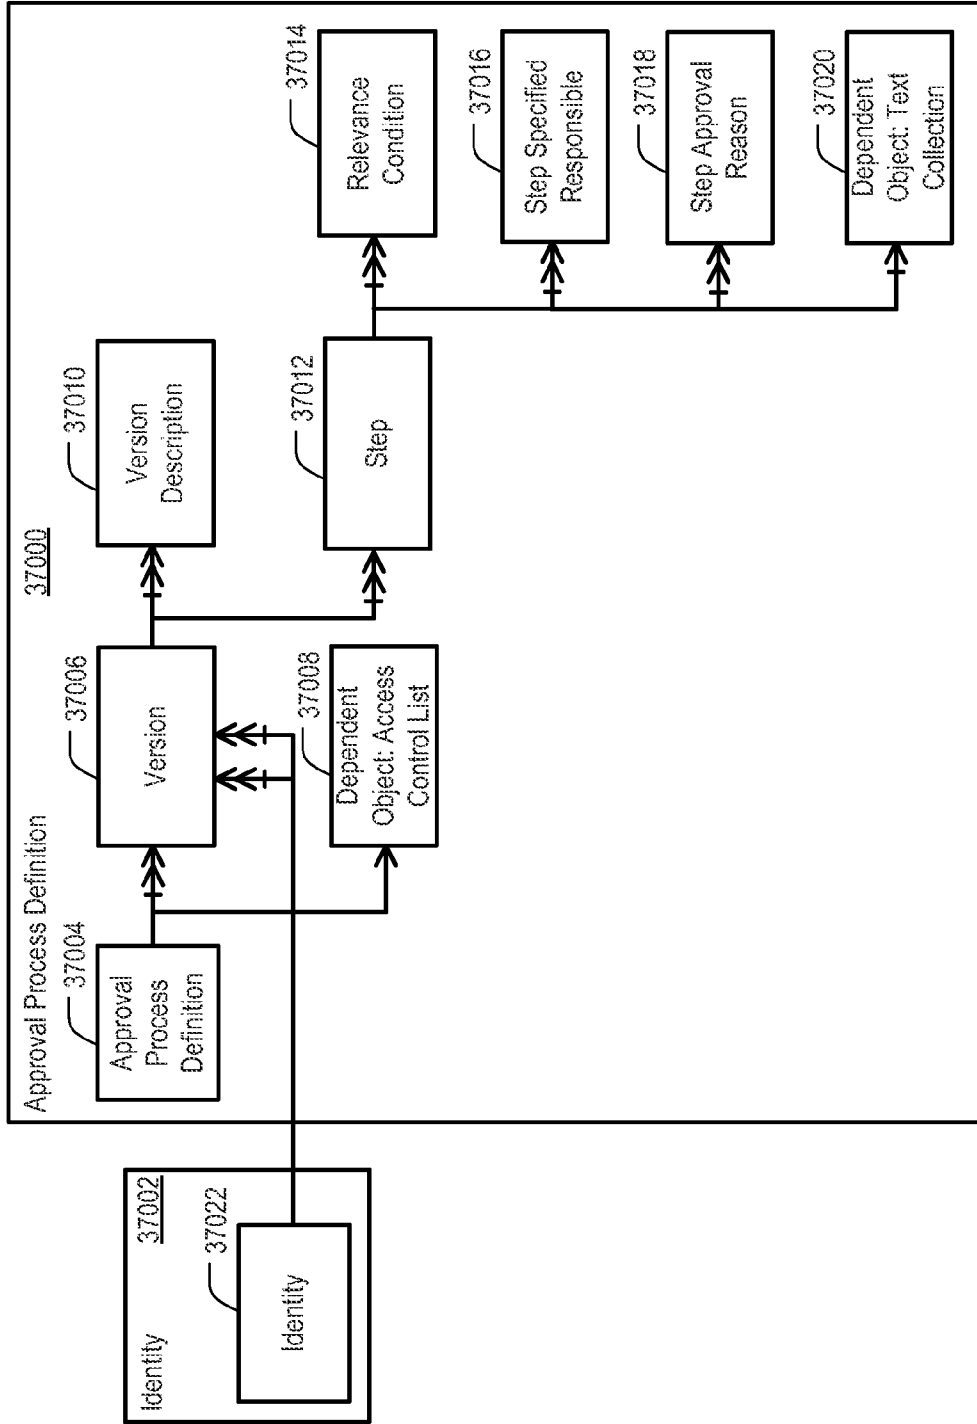 Identity
37002
37022
Identity
Approval Process Definition
37000
37004
Approval
Process
Definition
37006
Version
37008
Dependent
Object: Access
Control List
37010
Version
Description
37012
Step
37014
Relevance
Condition
37016
Step Specified
Responsible
37018
Step Approval
Reason
37020
Dependent
Object: Text
Collection